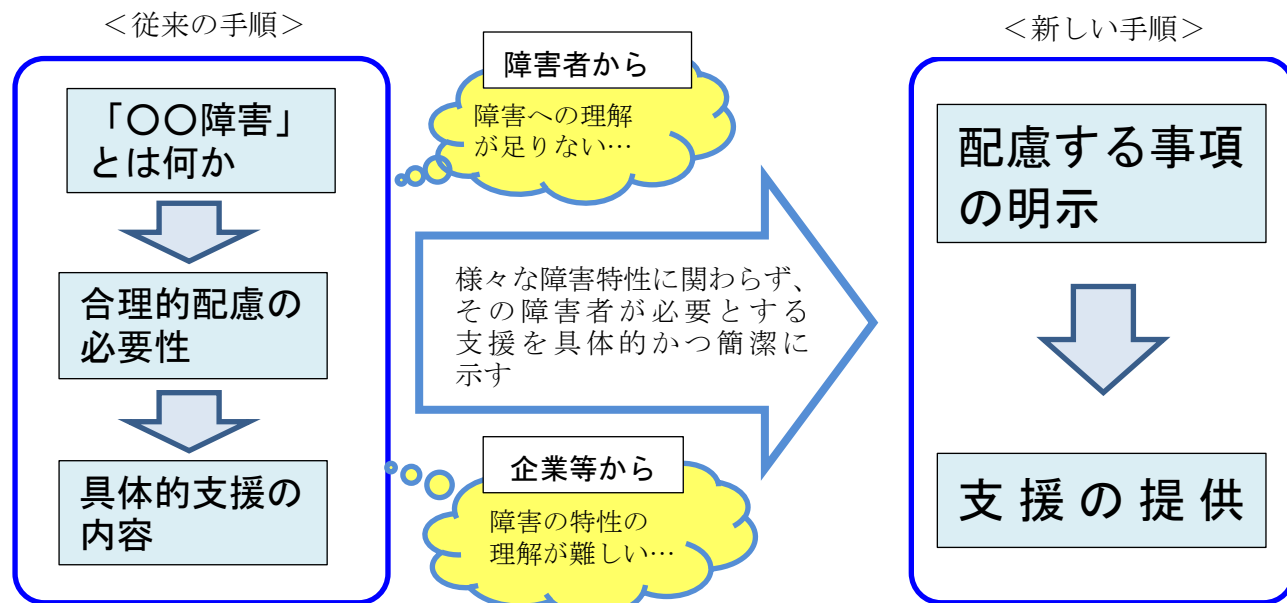 ＜従来の手順＞
「〇〇障害」
とは何か
合理的配慮の
必要性
具体的支援の
内容
障害者から
障害への理解
が足りない…
様々な障害特性に関わらず、
その障害者が必要とする
支援を具体的かつ簡潔に
示す
企業等から
障害の特性の
理解が難しい…
＜新しい手順＞
配慮する事項
の明示
支援の提供